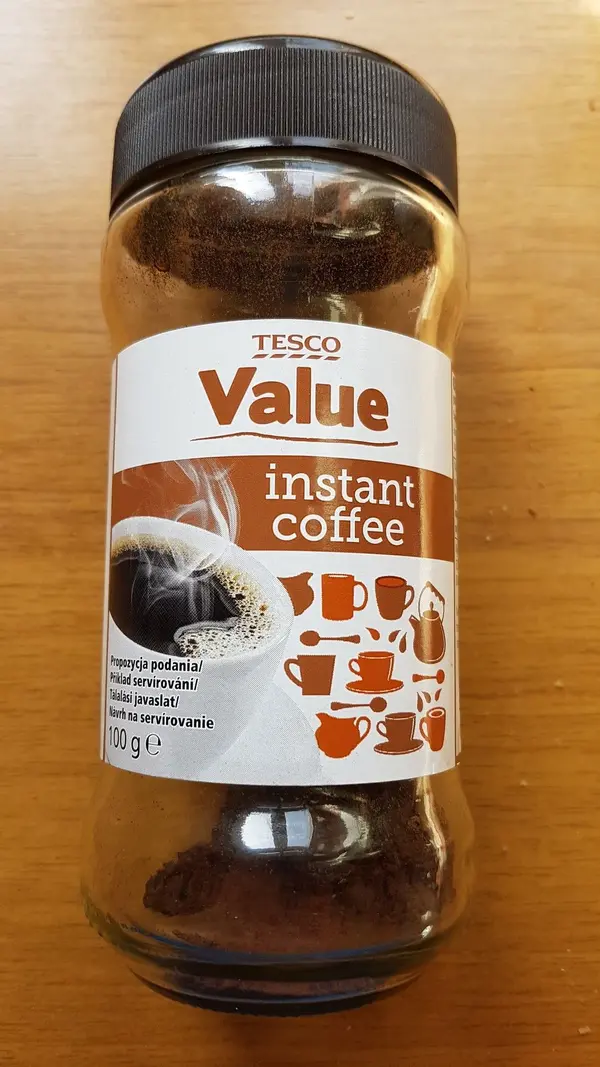 TESCO
Value
instant
coffee
Propozycja podania/
Příklad servírování/
Tálalási javaslat/
Návrh na servírovanie
100 g ℮